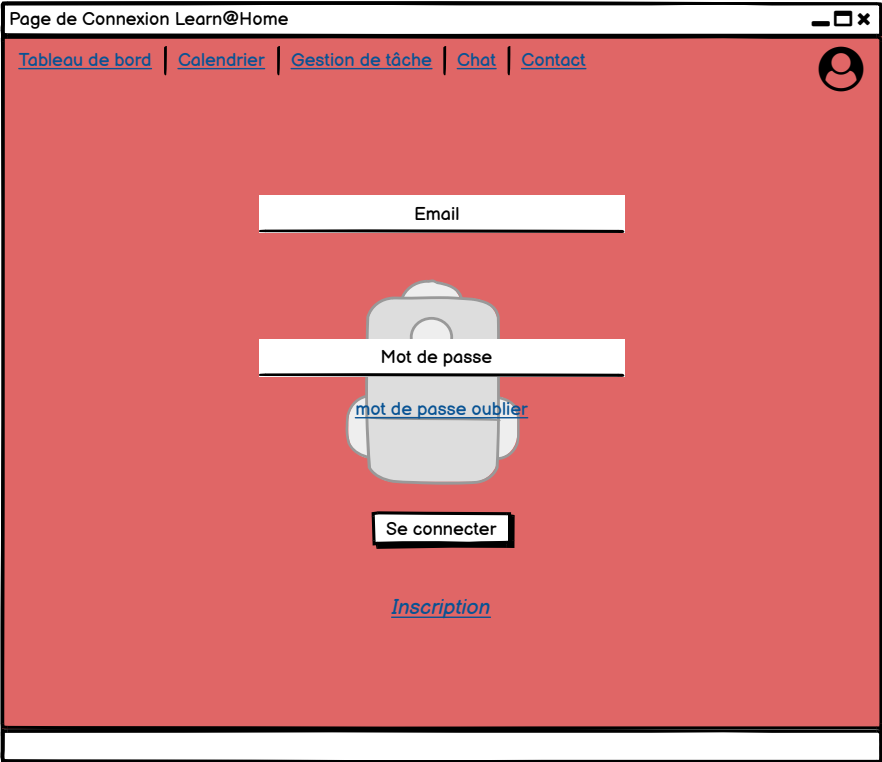 Page de Connexion Learn@Home
Tableau de bord Calendrier Gestion de tâche Chat Contact
Email
Mot de passe
mot de passe oublier
Se connecter
Inscription